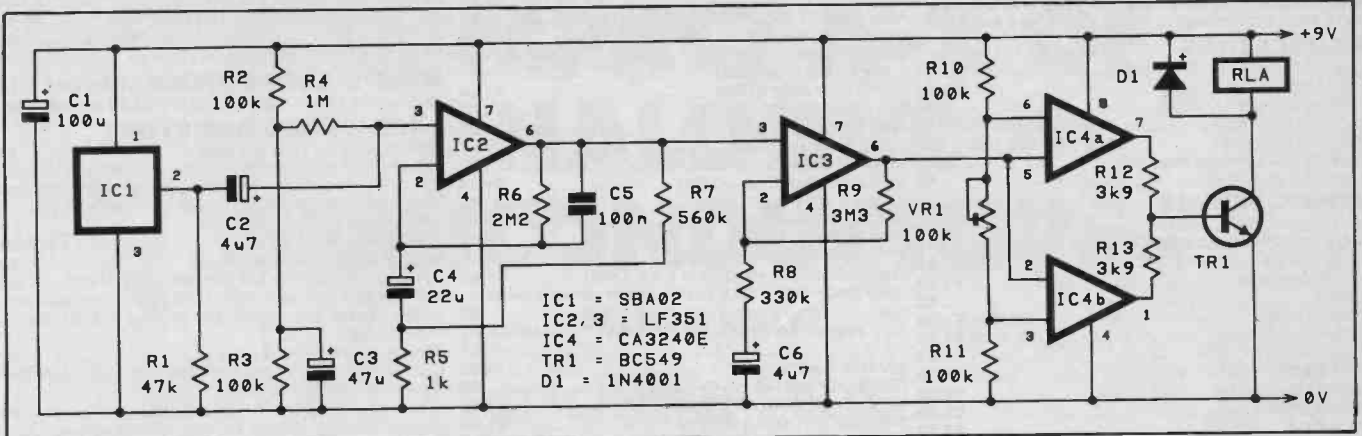 +9V
C1
100u
1
IC1
2
3
C2
4u7
R1
47k
R2
100k
R4
1M
R3
100k
C3
47u
3
2
IC2
7
6
4
R6
2M2
C5
100n
R7
560k
C4
22u
R5
1k
IC1 = SBA02
IC2,3 = LF351
IC4 = CA3240E
TR1 = BC549
D1 = 1N4001
3
2
IC3
7
6
4
R9
3M3
R8
330k
C6
4u7
R10
100k
VR1
100k
R11
100k
6
5
IC4a
8
7
2
3
IC4b
1
4
R12
3k9
R13
3k9
D1
+
RLA
TR1
0V